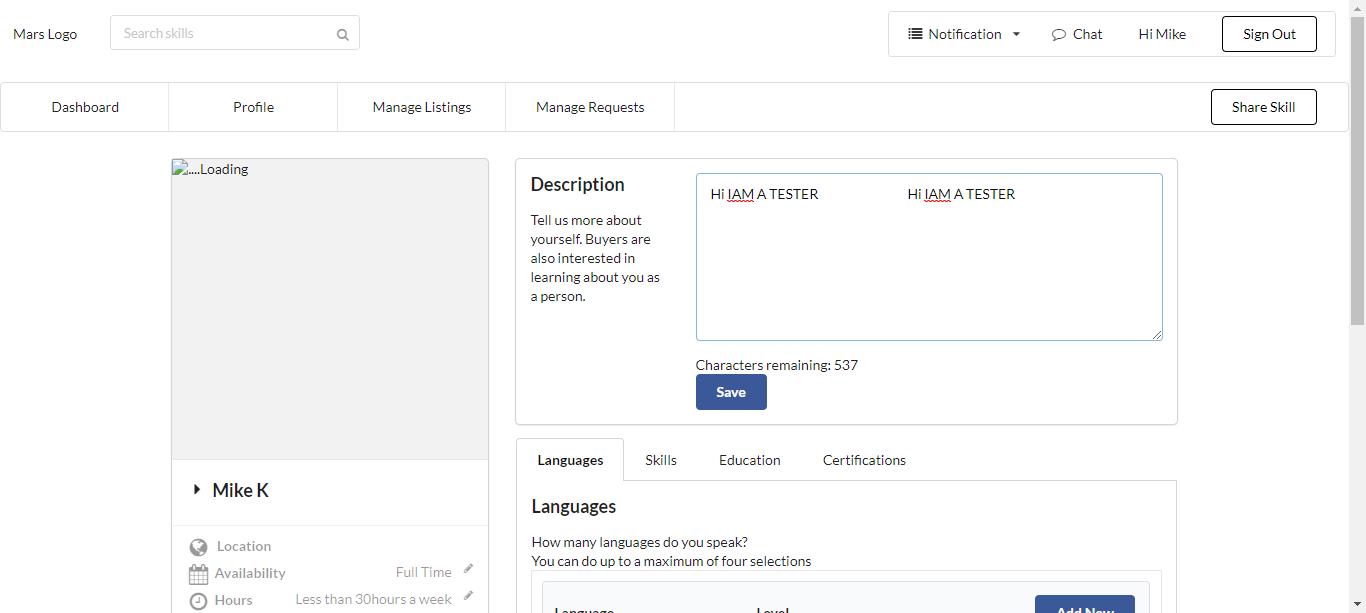 Mars Logo
Search skills
Notification
Chat
Hi Mike
Sign Out
Dashboard
Profile
Manage Listings
Manage Requests
Share Skill
....Loading
Description
Tell us more about
yourself. Buyers are
also interested in
learning about you as
a person.
Hi IAM A TESTER Hi IAM A TESTER
Characters remaining: 537
Save
Mike K
Location
Availability
Full Time
Hours
Less than 30hours a week
Languages
Skills
Education
Certifications
Languages
How many languages do you speak?
You can do up to a maximum of four selections
Language
Level
Add New